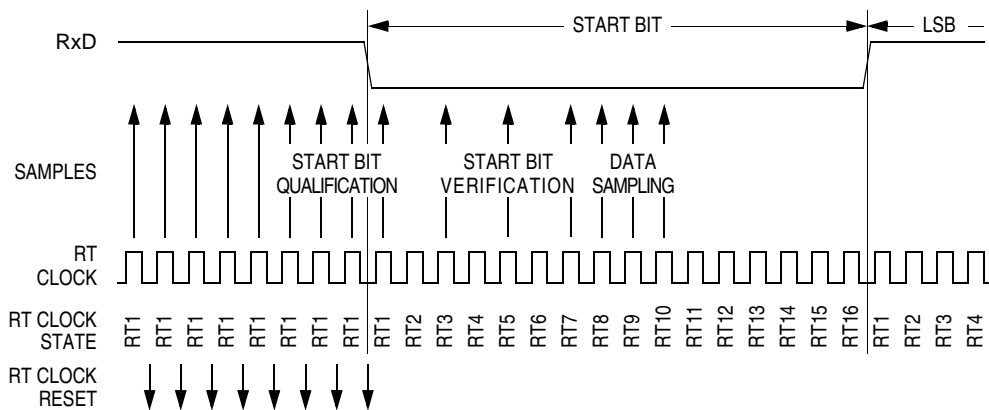 START BIT
LSB
RxD
SAMPLES
START BIT QUALIFICATION
START BIT VERIFICATION
DATA SAMPLING
RT CLOCK
RT CLOCK STATE
RT1 RT1 RT1 RT1 RT1 RT1 RT1 RT1 RT1 RT2 RT3 RT4 RT5 RT6 RT7 RT8 RT9 RT10 RT11 RT12 RT13 RT14 RT15 RT16 RT1 RT2 RT3 RT4
RT CLOCK RESET